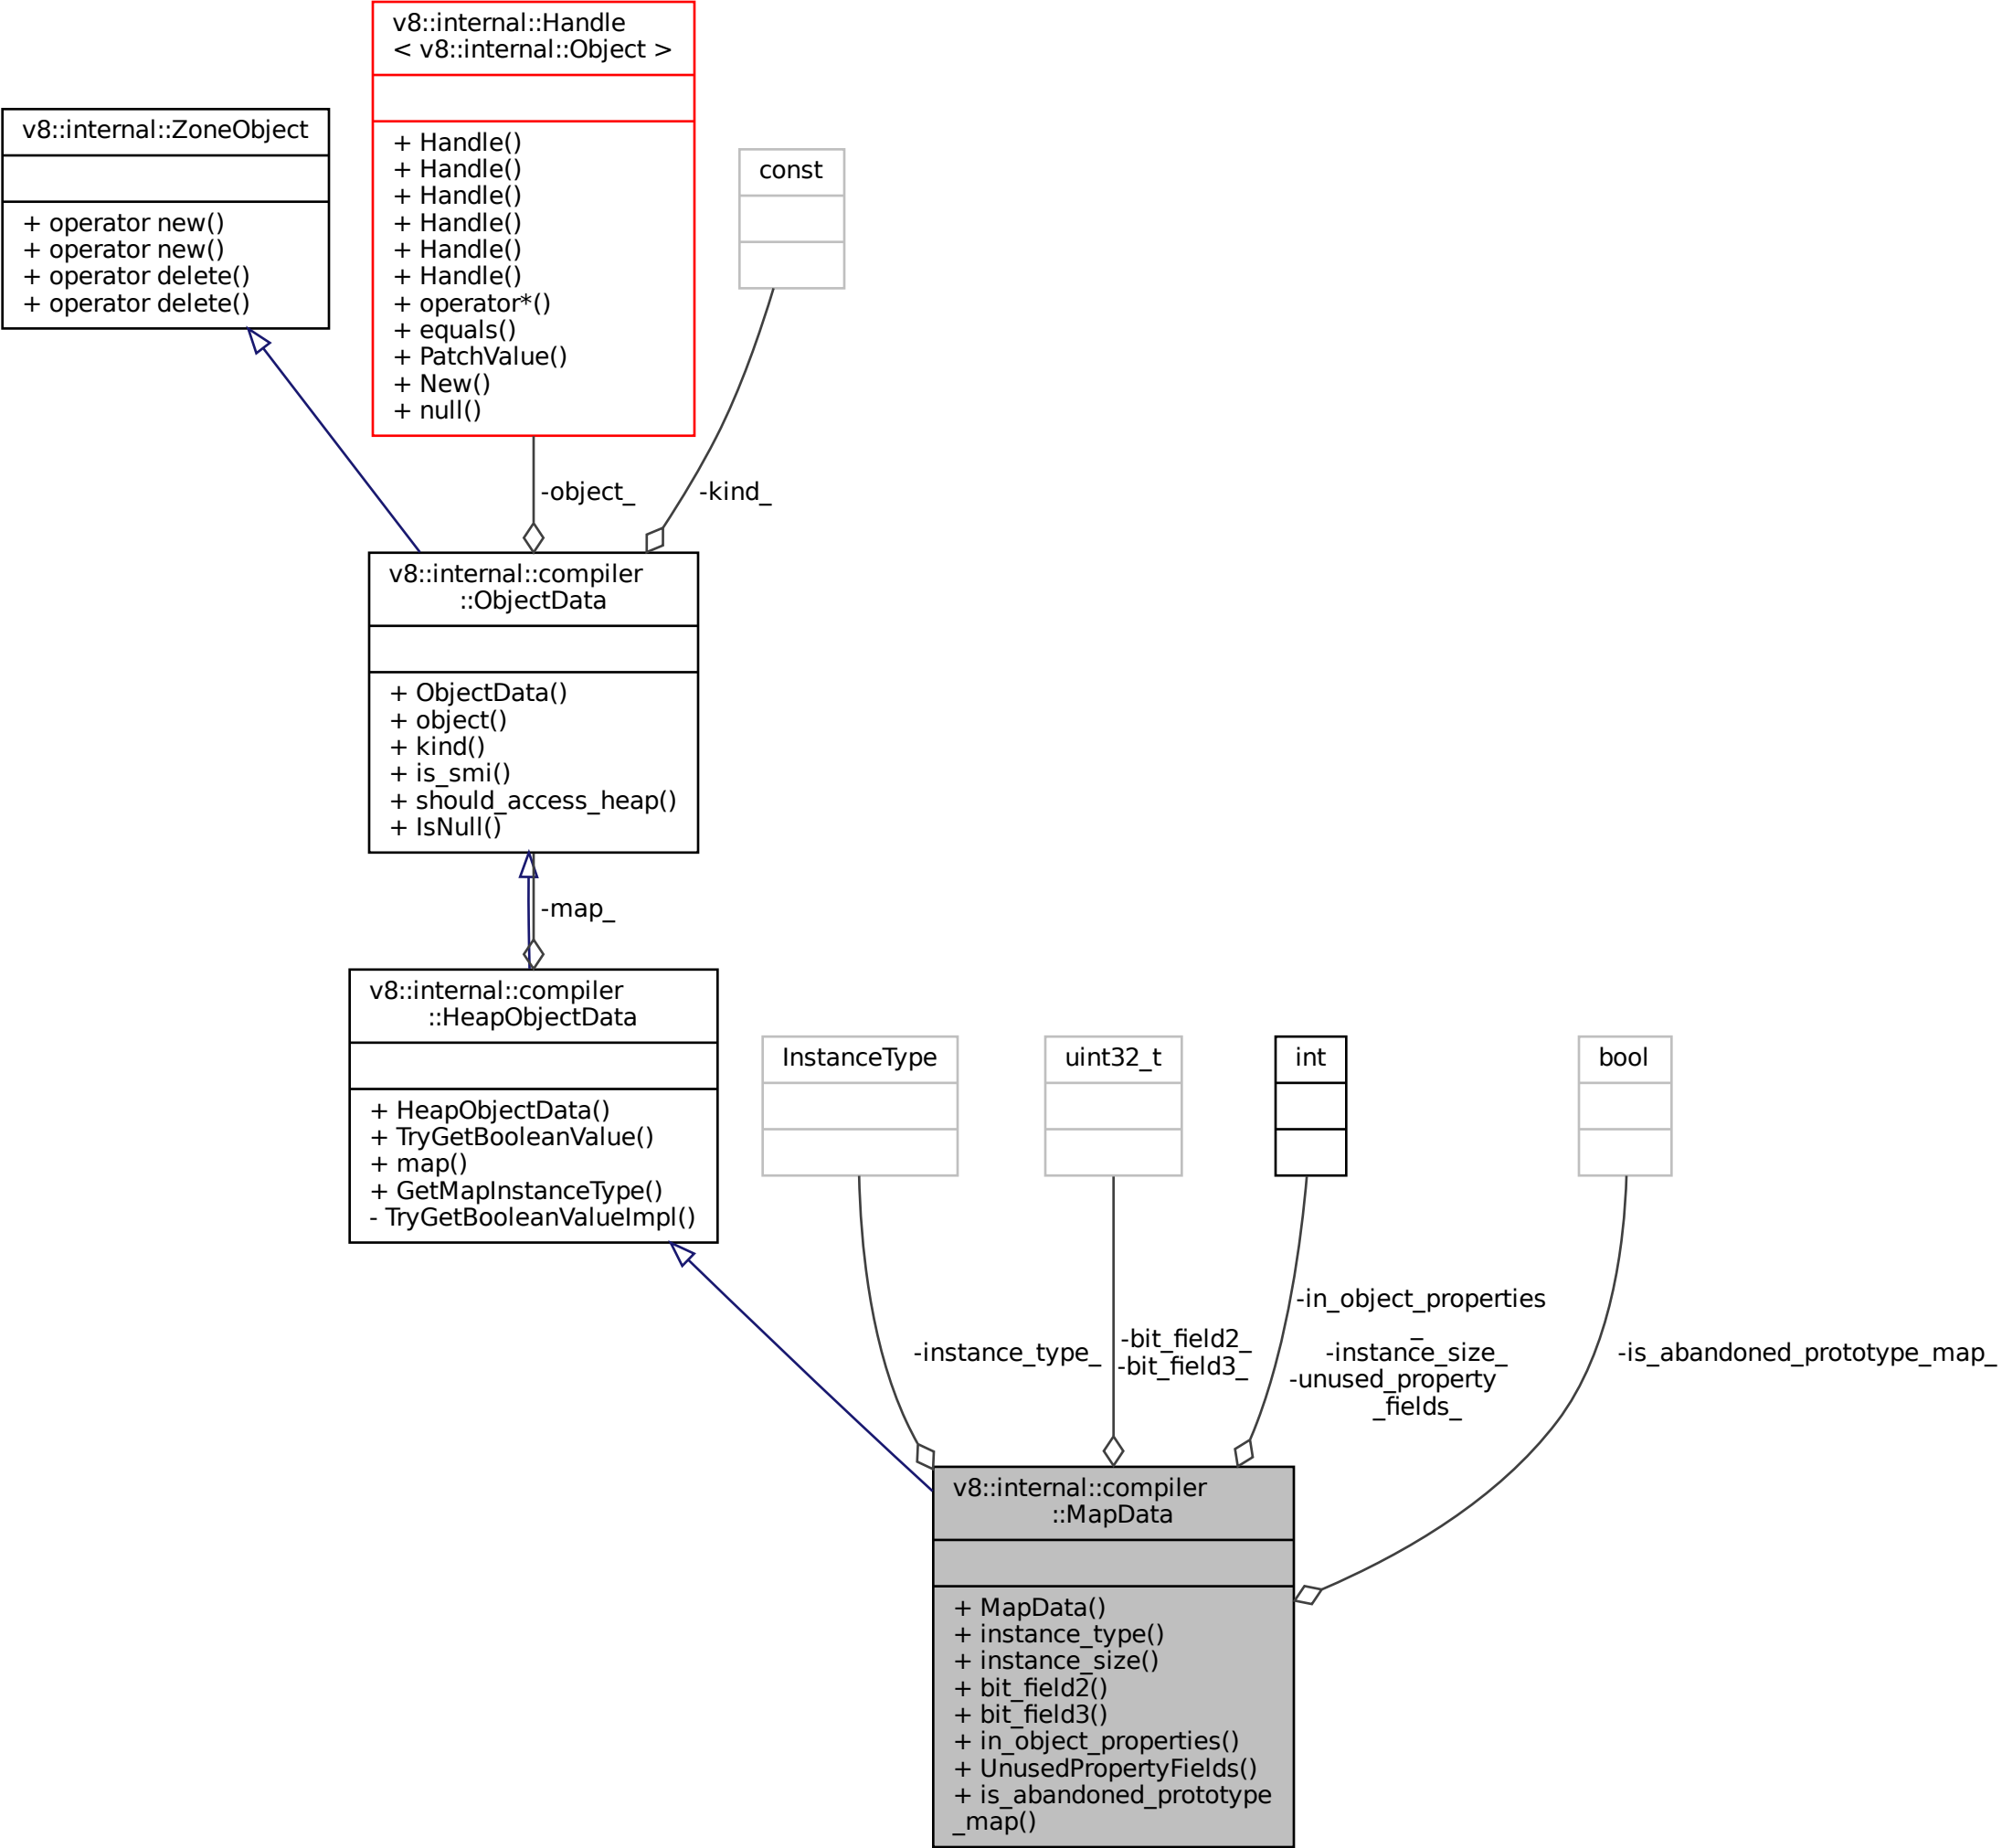 v8::internal::Handle
< v8::internal::Object >
+ Handle()
+ Handle()
+ Handle()
+ Handle()
+ Handle()
+ Handle()
+ operator*()
+ equals()
+ PatchValue()
+ New()
+ null()
v8::internal::ZoneObject
+ operator new()
+ operator new()
+ operator delete()
+ operator delete()
const
-object_
-kind_
v8::internal::compiler
::ObjectData
+ ObjectData()
+ object()
+ kind()
+ is_smi()
+ should_access_heap()
+ IsNull()
-map_
v8::internal::compiler
::HeapObjectData
+ HeapObjectData()
+ TryGetBooleanValue()
+ map()
+ GetMapInstanceType()
- TryGetBooleanValueImpl()
InstanceType
uint32_t
int
bool
-instance_type_
-bit_field2_
-bit_field3_
-in_object_properties
_
-instance_size_
-unused_property
_fields_
-is_abandoned_prototype_map_
v8::internal::compiler
::MapData
+ MapData()
+ instance_type()
+ instance_size()
+ bit_field2()
+ bit_field3()
+ in_object_properties()
+ UnusedPropertyFields()
+ is_abandoned_prototype
_map()